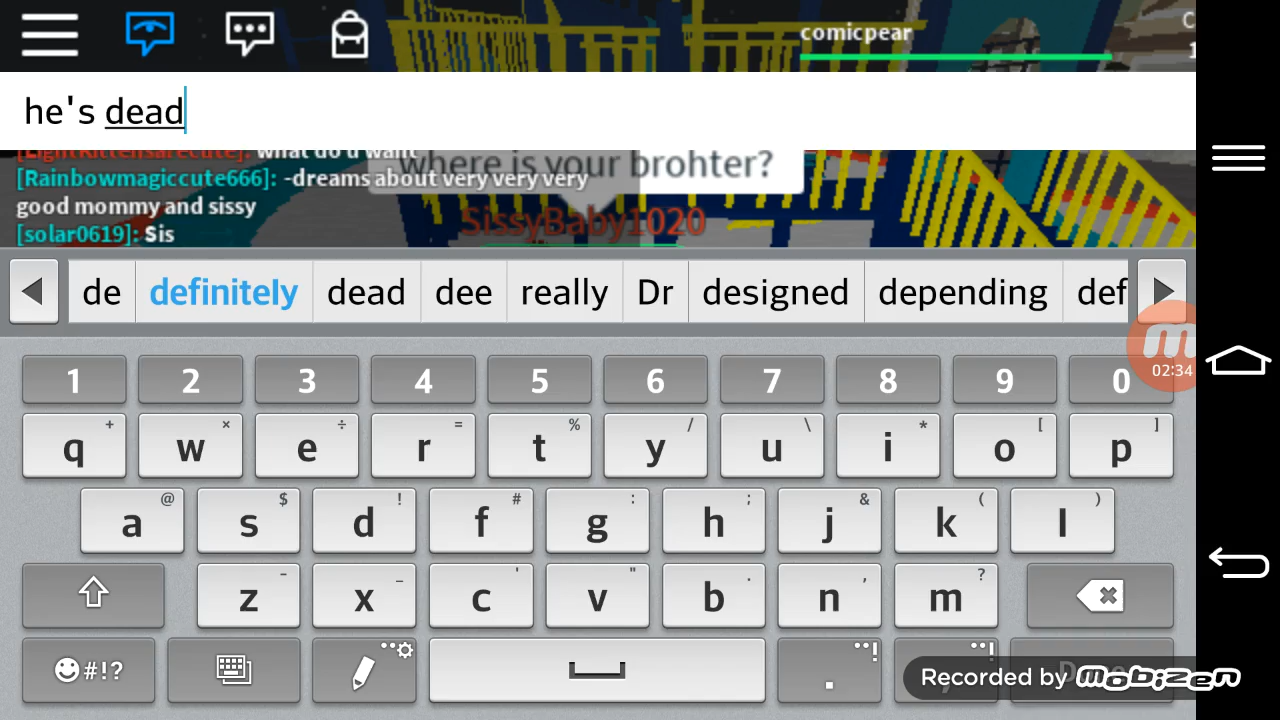 comicpear
he's dead
[LightKittensarecute]: what do u want
where is your brohter?
[Rainbowmagiccute666]: -dreams about very very very
good mommy and sissy
SissyBaby1020
[solar0619]: Sis
de definitely dead dee really Dr designed depending def
02:34
1 2 3 4 5 6 7 8 9 0
+ × ÷ = % / \ * [ ]
q w e r t y u i o p
@ $ ! # : ; & ( )
a s d f g h j k l
- _ ' " . , ?
z x c v b n m
#!? . ,
Recorded by mobizen